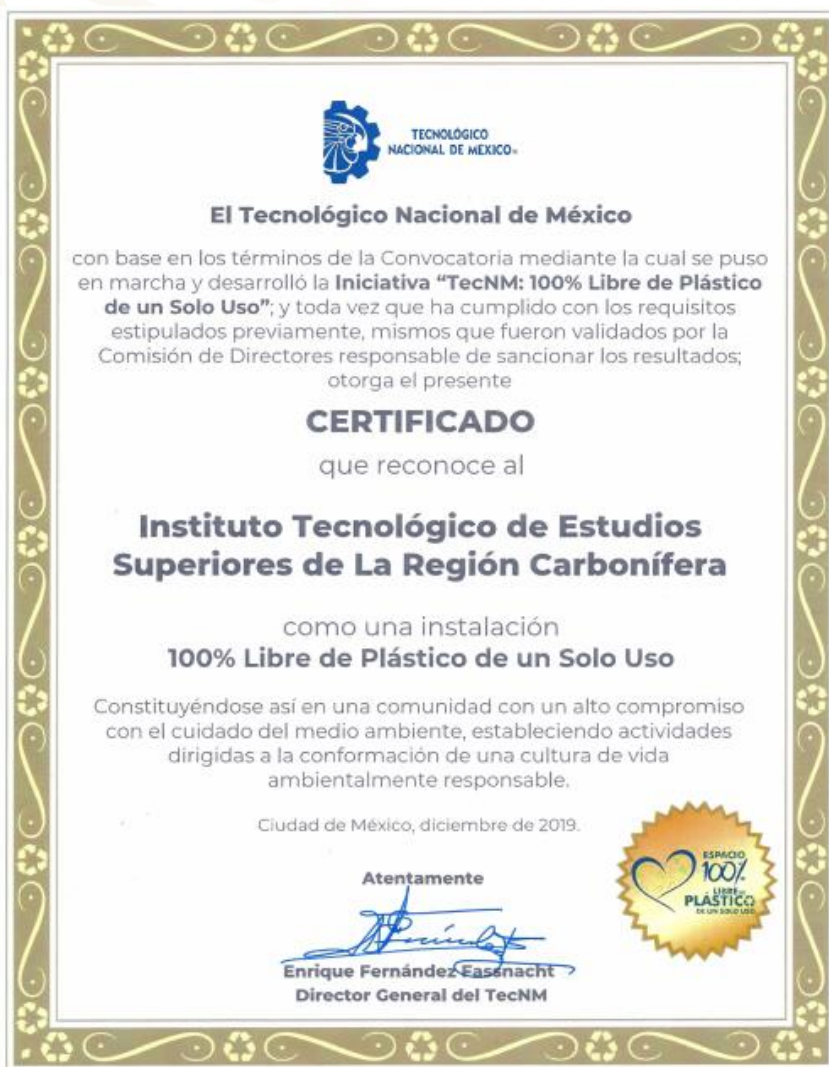 TECNOLÓGICO
NACIONAL DE MÉXICO
El Tecnológico Nacional de México
con base en los términos de la Convocatoria mediante la cual se puso
en marcha y desarrolló la Iniciativa “TecNM: 100% Libre de Plástico
de un Solo Uso”; y toda vez que ha cumplido con los requisitos
estipulados previamente, mismos que fueron validados por la
Comisión de Directores responsable de sancionar los resultados;
otorga el presente
CERTIFICADO
que reconoce al
Instituto Tecnológico de Estudios
Superiores de La Región Carbonífera
como una instalación
100% Libre de Plástico de un Solo Uso
Constituyéndose así en una comunidad con un alto compromiso
con el cuidado del medio ambiente, estableciendo actividades
dirigidas a la conformación de una cultura de vida
ambientalmente responsable.
Ciudad de México, diciembre de 2019.
ESPACIO
100%
LIBRE DE
PLÁSTICO
DE UN SOLO USO
Atentamente
Enrique Fernández Fassnacht
Director General del TecNM